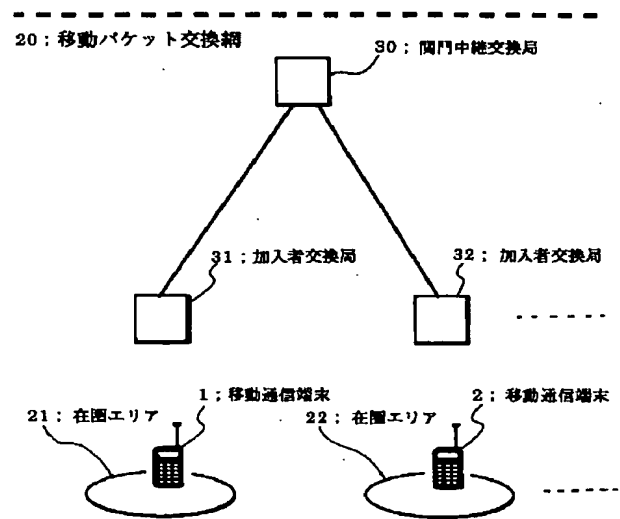 20；移動パケット交換網
30；関門中継交換局
31；加入者交換局
32；加入者交換局
1；移動通信端末
2；移動通信端末
21；在圏エリア
22；在圏エリア